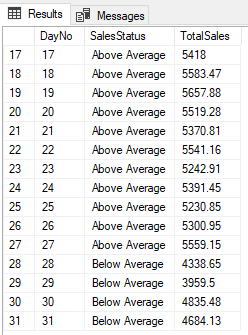 Results Messages
DayNo SalesStatus TotalSales
17 17 Above Average 5418
18 18 Above Average 5583.47
19 19 Above Average 5657.88
20 20 Above Average 5519.28
21 21 Above Average 5370.81
22 22 Above Average 5541.16
23 23 Above Average 5242.91
24 24 Above Average 5391.45
25 25 Above Average 5230.85
26 26 Above Average 5300.95
27 27 Above Average 5559.15
28 28 Below Average 4338.65
29 29 Below Average 3959.5
30 30 Below Average 4835.48
31 31 Below Average 4684.13